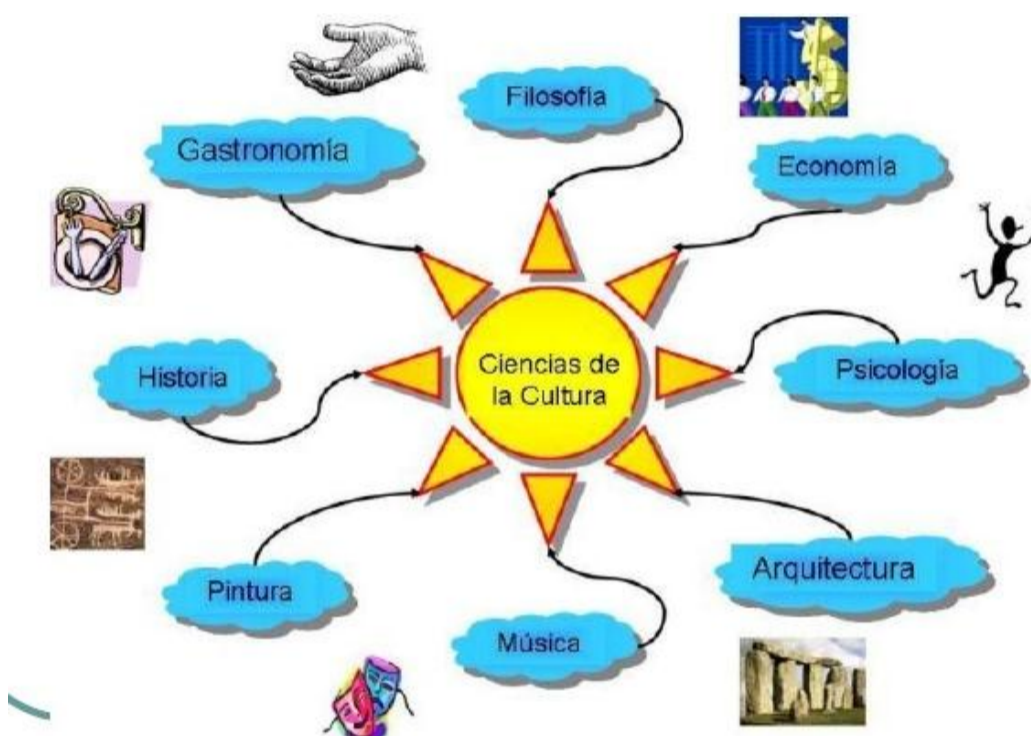 Filosofía
Gastronomía
Economía
Historia
Ciencias de
la Cultura
Psicología
Pintura
Arquitectura
Música